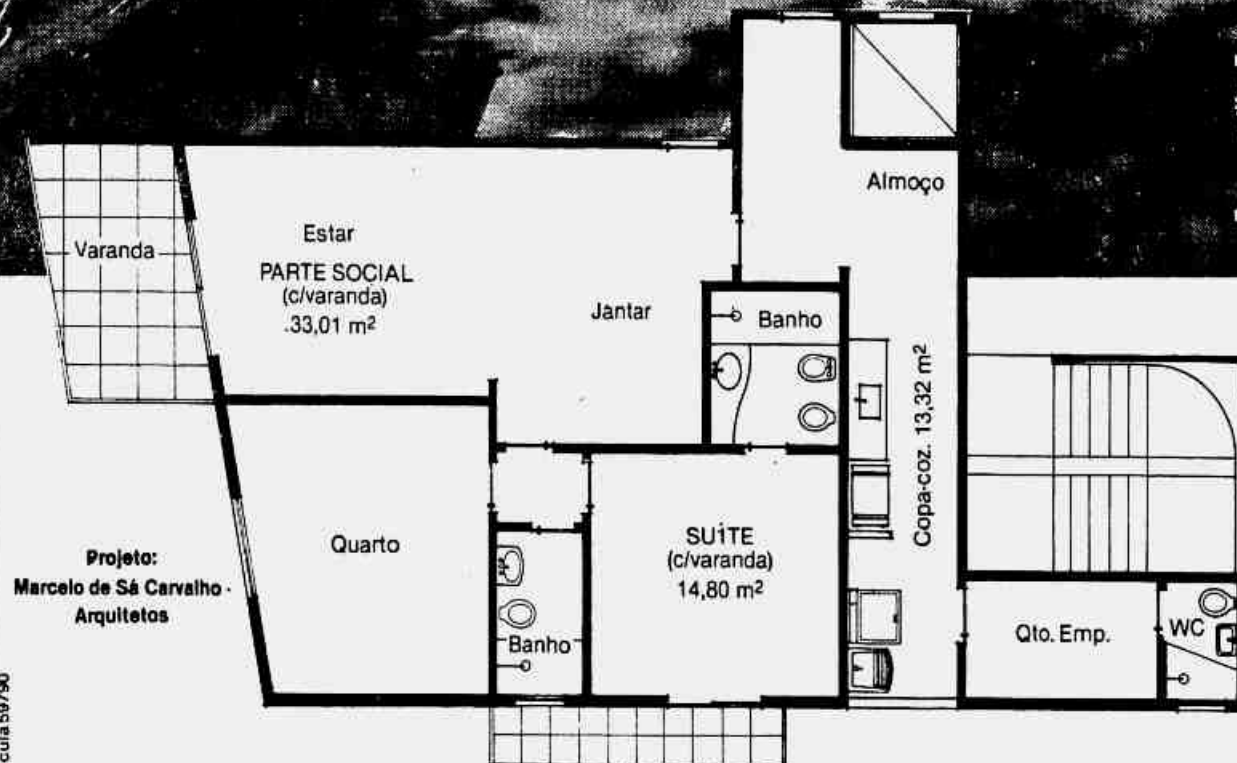 Almoço
Varanda
Estar
PARTE SOCIAL
(c/varanda)
33,01 m²
Jantar
Banho
Copa-coz. 13,32 m²
Quarto
SUÍTE
(c/varanda)
14,80 m²
Banho
Qto. Emp.
WC
Projeto:
Marcelo de Sá Carvalho -
Arquitetos